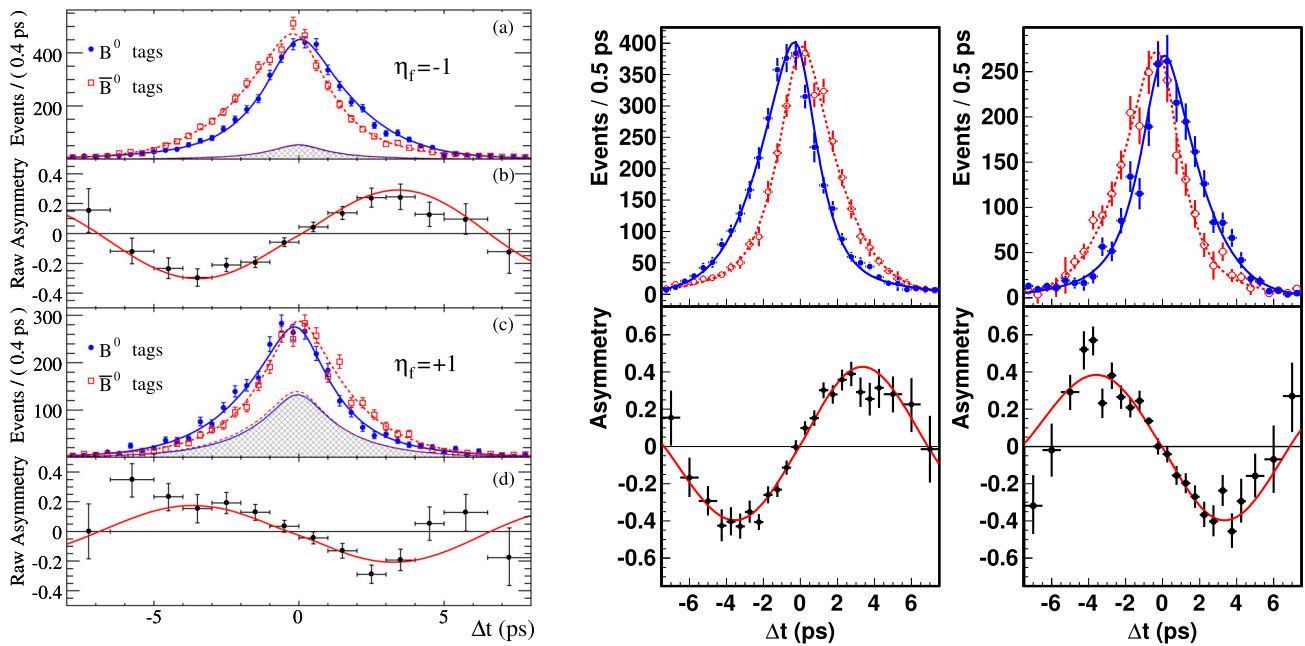 (a)
B⁰ tags
B̅⁰ tags
η_f=-1
Events / ( 0.4 ps )
400
200
(b)
Raw Asymmetry
0.4
0.2
0
-0.2
-0.4
(c)
B⁰ tags
B̅⁰ tags
η_f=+1
Events / ( 0.4 ps )
300
200
100
(d)
Raw Asymmetry
0.4
0.2
0
-0.2
-0.4
-5 0 5
Δt (ps)
Events / 0.5 ps
400
350
300
250
200
150
100
50
0
Asymmetry
0.6
0.4
0.2
0
-0.2
-0.4
-0.6
-6 -4 -2 0 2 4 6
Δt (ps)
Events / 0.5 ps
250
200
150
100
50
0
Asymmetry
0.6
0.4
0.2
0
-0.2
-0.4
-0.6
-6 -4 -2 0 2 4 6
Δt (ps)